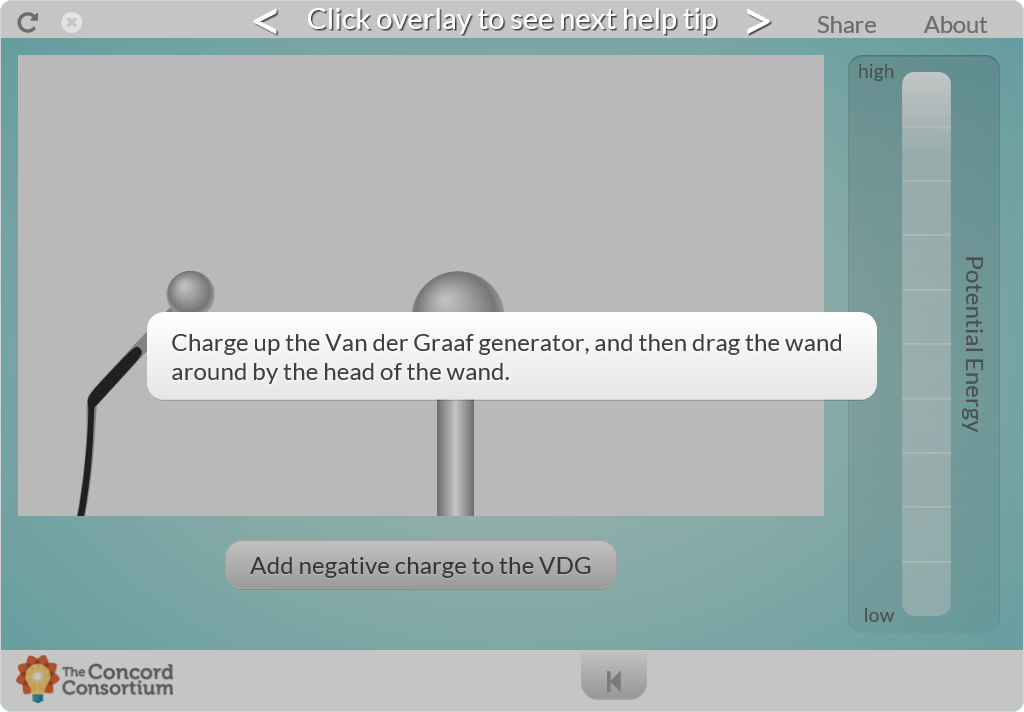 < Click overlay to see next help tip >
Share
About
high
Potential Energy
Charge up the Van der Graaf generator, and then drag the wand
around by the head of the wand.
Add negative charge to the VDG
low
The Concord
Consortium